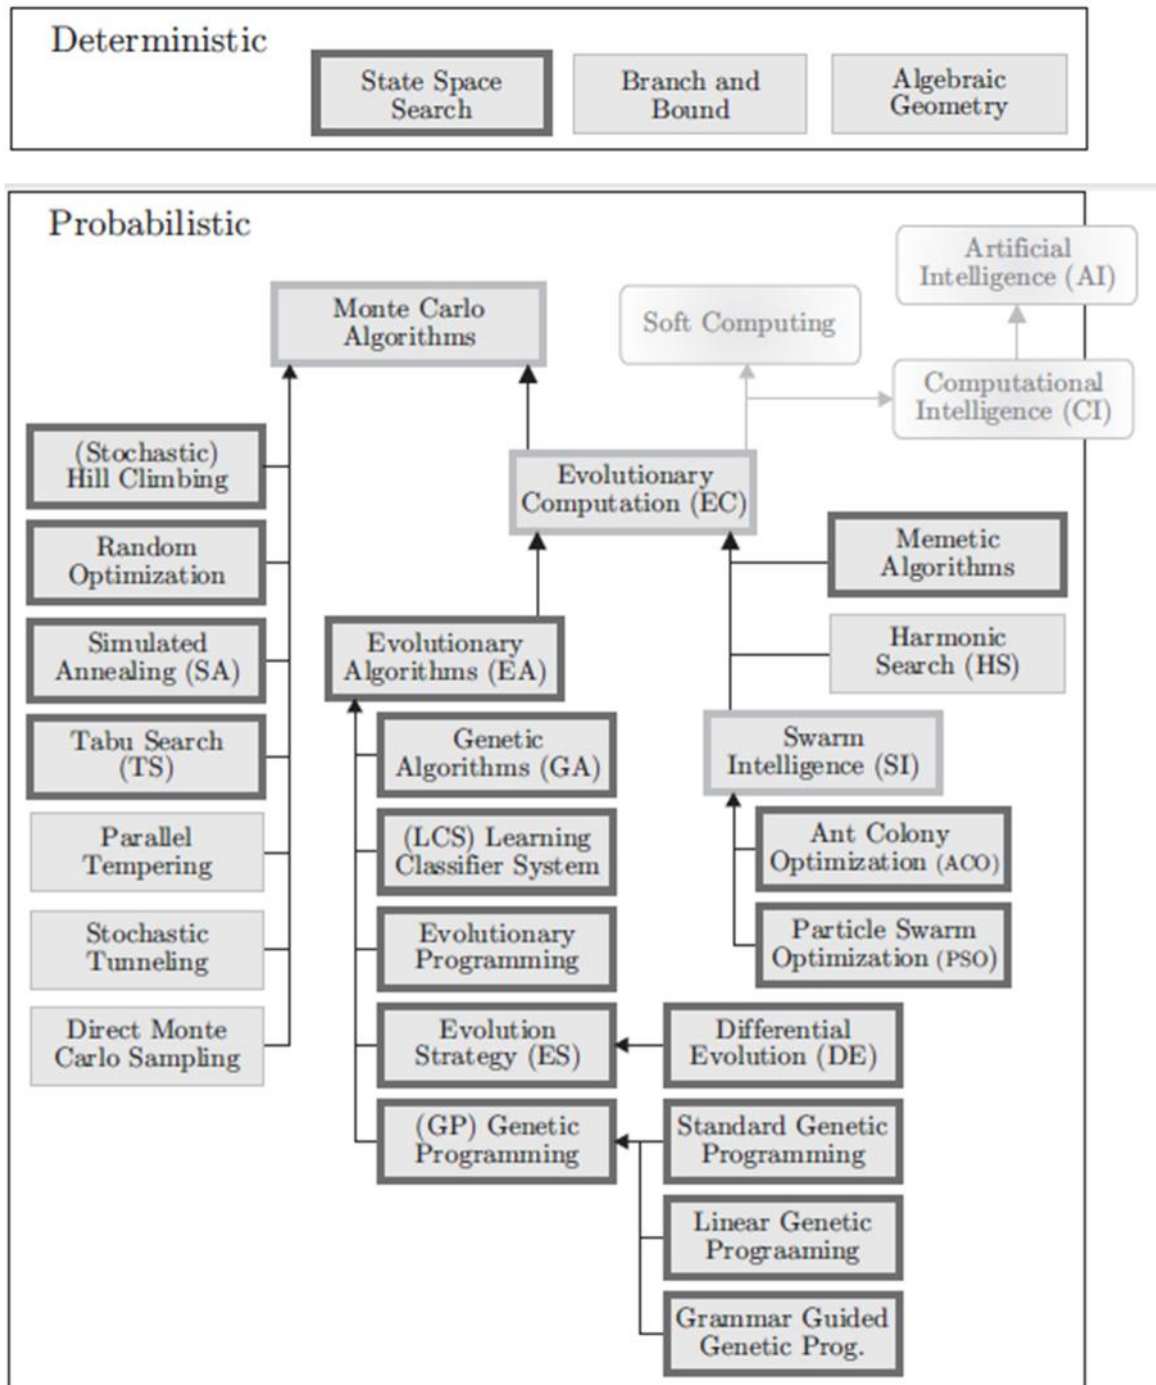 Deterministic
State Space
Search
Branch and
Bound
Algebraic
Geometry
Probabilistic
Artificial
Intelligence (AI)
Monte Carlo
Algorithms
Soft Computing
Computational
Intelligence (CI)
(Stochastic)
Hill Climbing
Evolutionary
Computation (EC)
Random
Optimization
Memetic
Algorithms
Simulated
Annealing (SA)
Evolutionary
Algorithms (EA)
Harmonic
Search (HS)
Tabu Search
(TS)
Genetic
Algorithms (GA)
Swarm
Intelligence (SI)
Parallel
Tempering
(LCS) Learning
Classifier System
Ant Colony
Optimization (ACO)
Stochastic
Tunneling
Evolutionary
Programming
Particle Swarm
Optimization (PSO)
Direct Monte
Carlo Sampling
Evolution
Strategy (ES)
Differential
Evolution (DE)
(GP) Genetic
Programming
Standard Genetic
Programming
Linear Genetic
Prograaming
Grammar Guided
Genetic Prog.